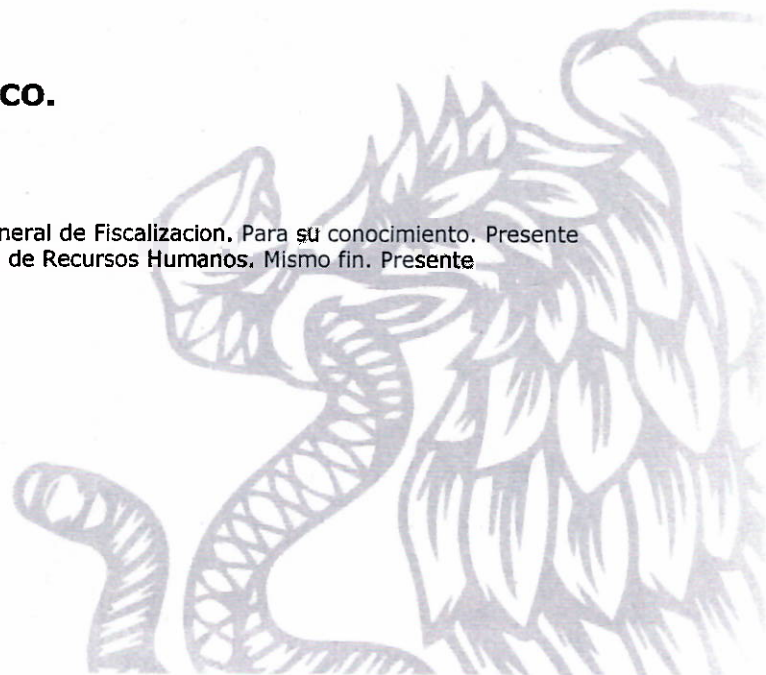 CO.
neral de Fiscalizacion. Para su conocimiento. Presente
de Recursos Humanos. Mismo fin. Presente